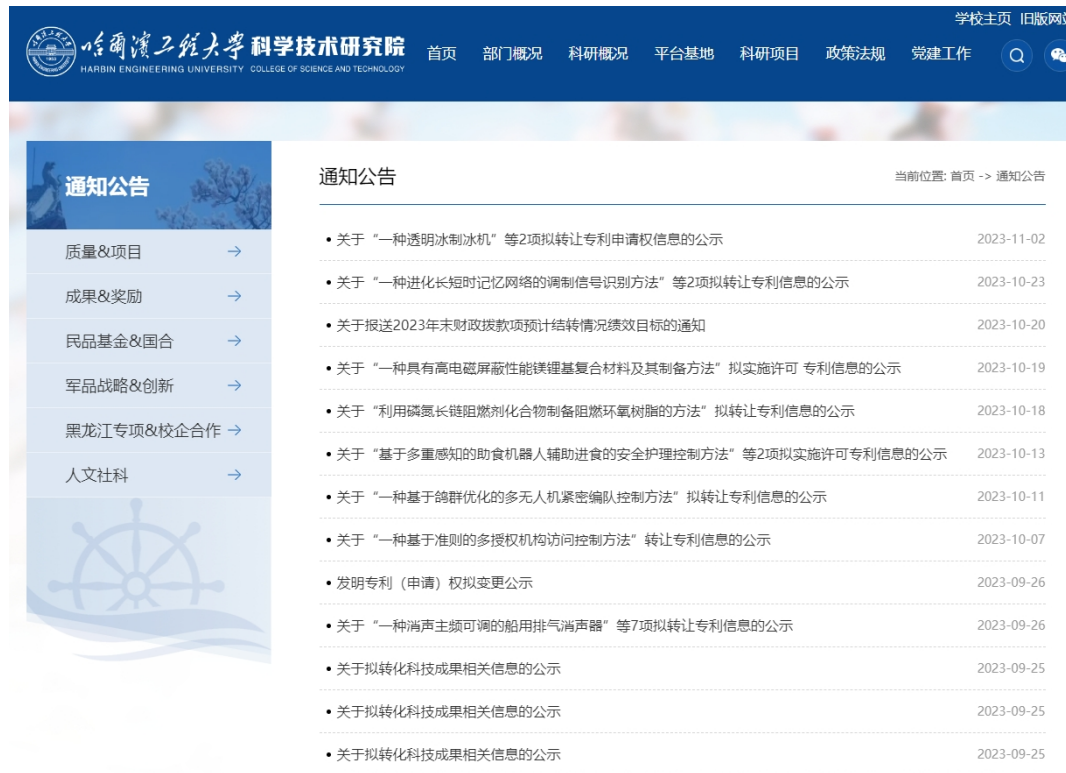 学校主页 旧版网站
哈尔滨工程大学 科学技术研究院
HARBIN ENGINEERING UNIVERSITY COLLEGE OF SCIENCE AND TECHNOLOGY
首页 部门概况 科研概况 平台基地 科研项目 政策法规 党建工作
通知公告
质量&项目
成果&奖励
民品基金&国合
军品战略&创新
黑龙江专项&校企合作
人文社科
通知公告 当前位置: 首页 -> 通知公告
• 关于“一种透明冰制冰机”等2项拟转让专利申请权信息的公示 2023-11-02
• 关于“一种进化长短时记忆网络的调制信号识别方法”等2项拟转让专利信息的公示 2023-10-23
• 关于报送2023年末财政拨款项预计结转情况绩效目标的通知 2023-10-20
• 关于“一种具有高电磁屏蔽性能镁锂基复合材料及其制备方法”拟实施许可 专利信息的公示 2023-10-19
• 关于“利用磷氮长链阻燃剂化合物制备阻燃环氧树脂的方法”拟转让专利信息的公示 2023-10-18
• 关于“基于多重感知的助食机器人辅助进食的安全护理控制方法”等2项拟实施许可专利信息的公示 2023-10-13
• 关于“一种基于鸽群优化的多无人机紧密编队控制方法”拟转让专利信息的公示 2023-10-11
• 关于“一种基于准则的多授权机构访问控制方法”转让专利信息的公示 2023-10-07
• 发明专利（申请）权拟变更公示 2023-09-26
• 关于“一种消声主频可调的船用排气消声器”等7项拟转让专利信息的公示 2023-09-26
• 关于拟转化科技成果相关信息的公示 2023-09-25
• 关于拟转化科技成果相关信息的公示 2023-09-25
• 关于拟转化科技成果相关信息的公示 2023-09-25